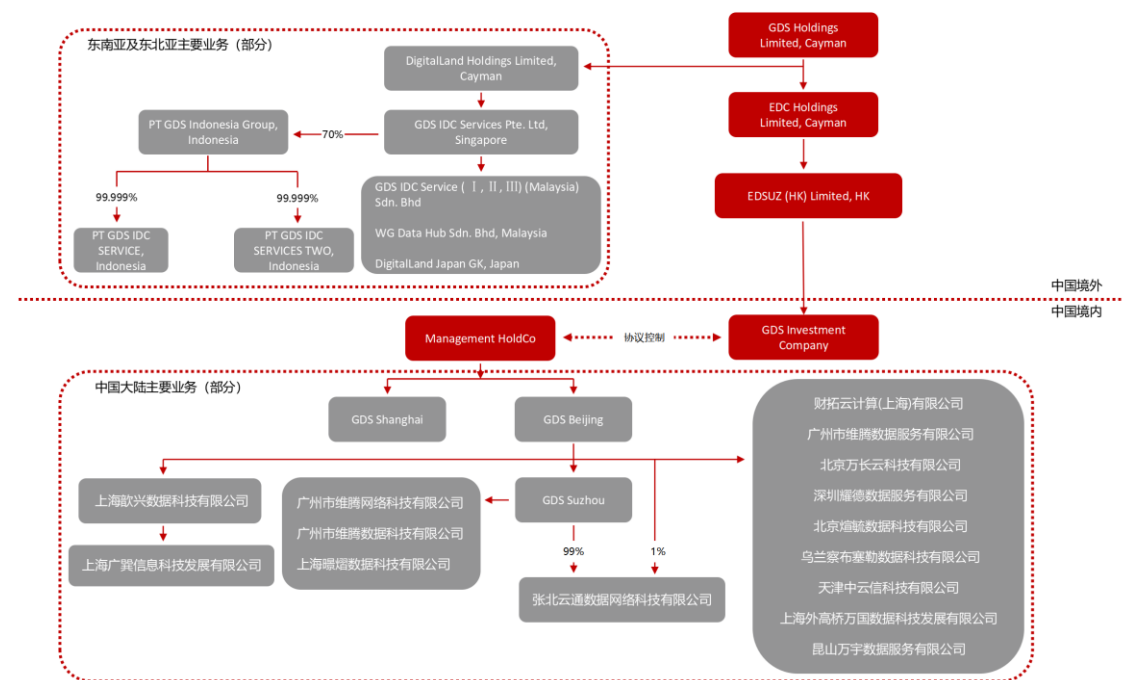 东南亚及东北亚主要业务（部分）
GDS Holdings
Limited, Cayman
DigitalLand Holdings Limited,
Cayman
EDC Holdings
Limited, Cayman
PT GDS Indonesia Group,
Indonesia
70%
GDS IDC Services Pte. Ltd,
Singapore
99.999%
99.999%
GDS IDC Service (Ⅰ, Ⅱ, Ⅲ) (Malaysia)
Sdn. Bhd
WG Data Hub Sdn. Bhd, Malaysia
DigitalLand Japan GK, Japan
EDSUZ (HK) Limited, HK
PT GDS IDC
SERVICE,
Indonesia
PT GDS IDC
SERVICES TWO,
Indonesia
中国境外
中国境内
Management HoldCo
协议控制
GDS Investment
Company
中国大陆主要业务（部分）
GDS Shanghai
GDS Beijing
上海歆兴数据科技有限公司
上海广巽信息科技发展有限公司
广州市维腾网络科技有限公司
广州市维腾数据科技有限公司
上海暻熠数据科技有限公司
GDS Suzhou
99%
1%
张北云通数据网络科技有限公司
财拓云计算(上海)有限公司
广州市维腾数据服务有限公司
北京万长云科技有限公司
深圳耀德数据服务有限公司
北京煊毓数据科技有限公司
乌兰察布塞勒数据科技有限公司
天津中云信科技有限公司
上海外高桥万国数据科技发展有限公司
昆山万宇数据服务有限公司